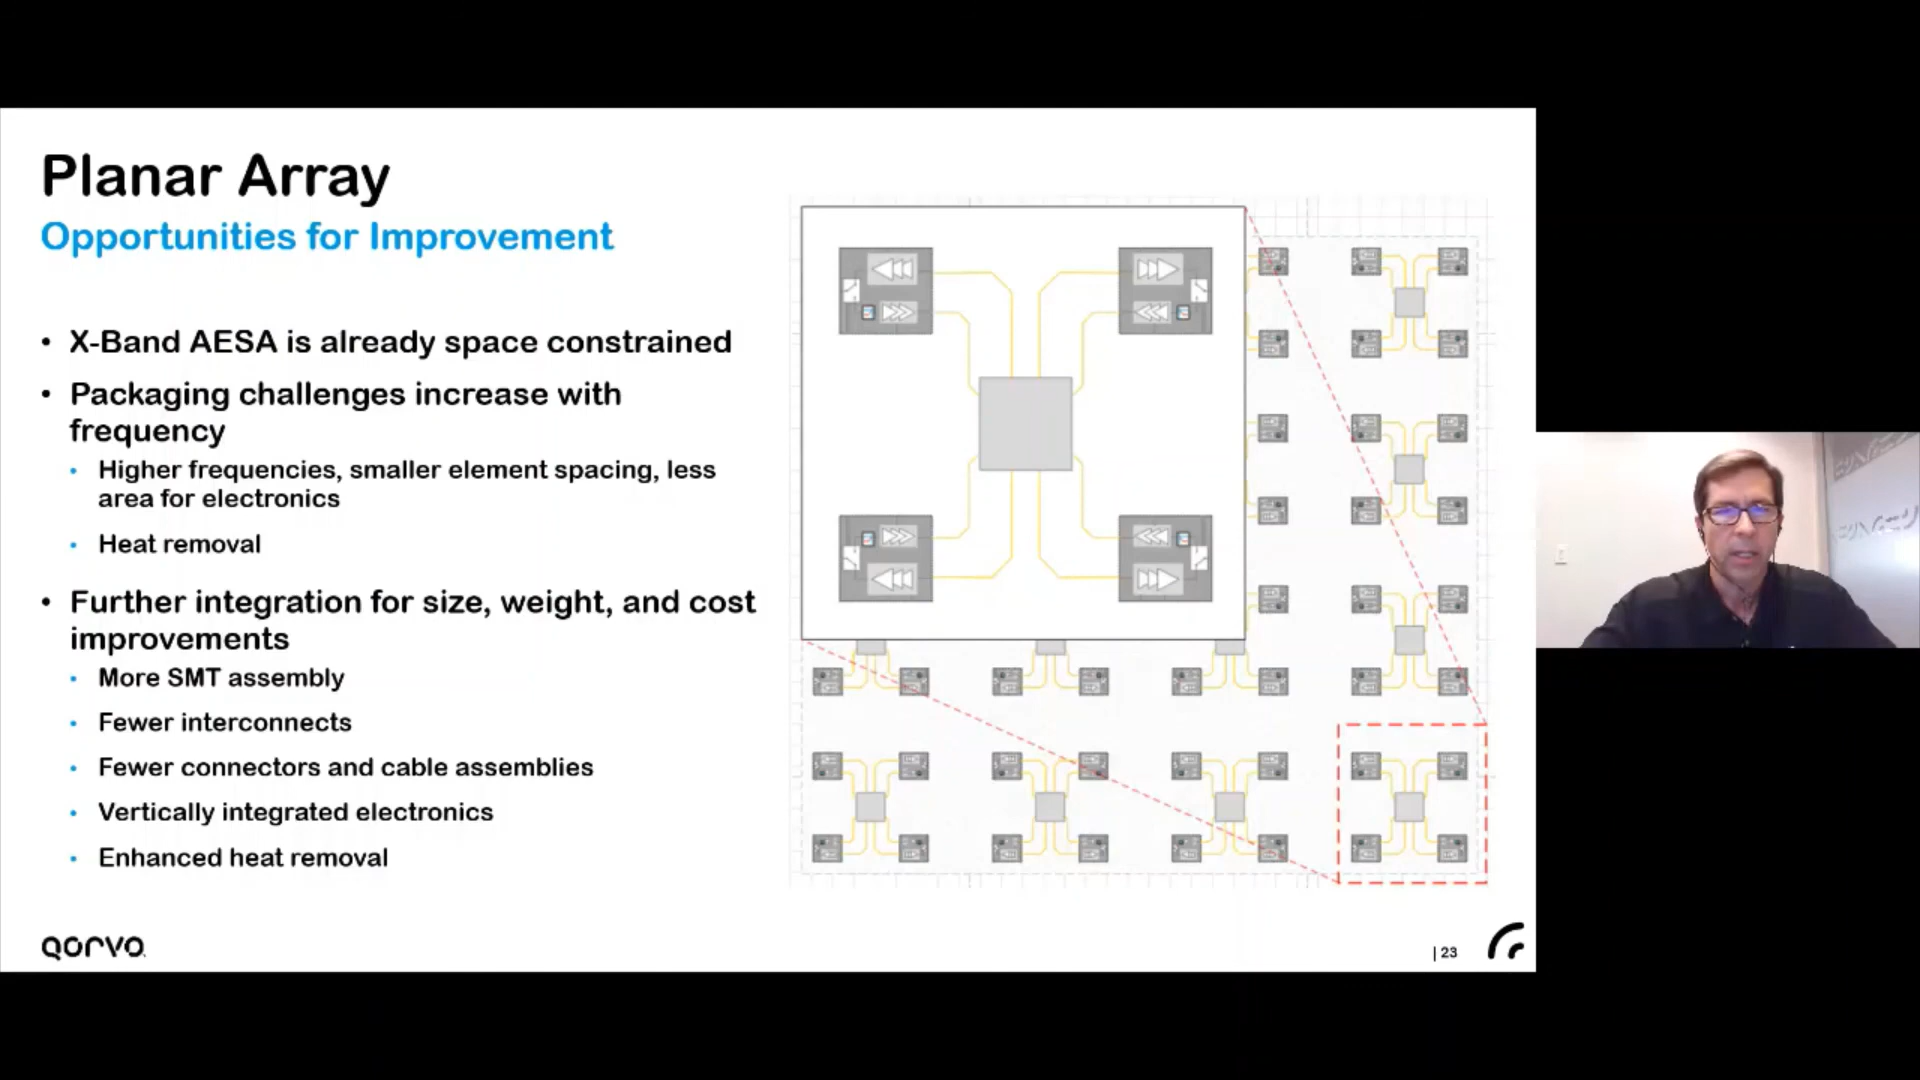 Planar Array
Opportunities for Improvement
• X-Band AESA is already space constrained
• Packaging challenges increase with
frequency
• Higher frequencies, smaller element spacing, less
area for electronics
• Heat removal
• Further integration for size, weight, and cost
improvements
• More SMT assembly
• Fewer interconnects
• Fewer connectors and cable assemblies
• Vertically integrated electronics
• Enhanced heat removal
QORVO
| 23